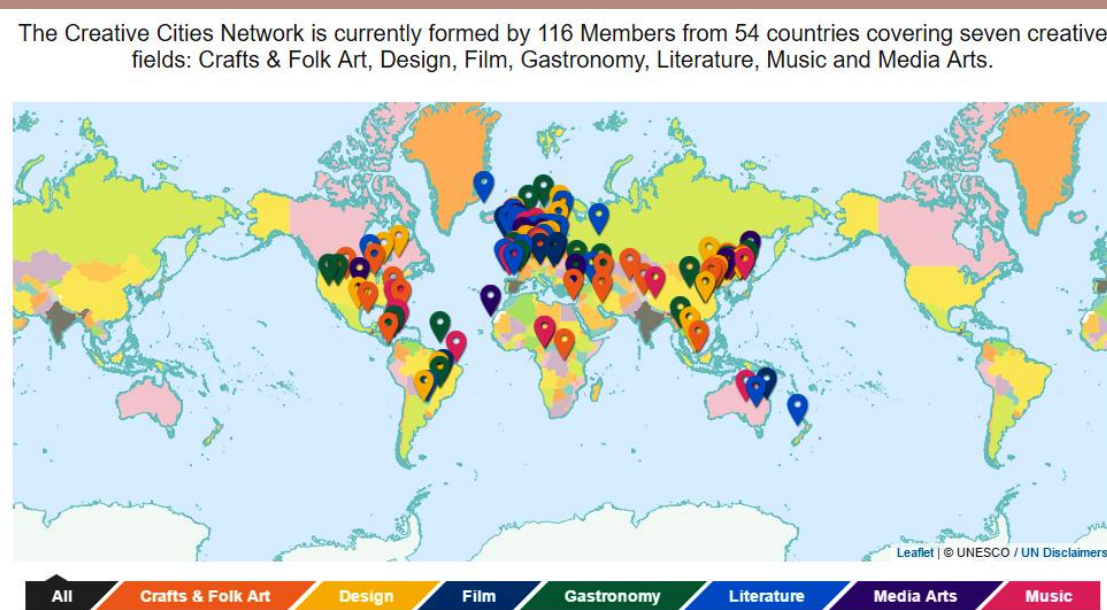 The Creative Cities Network is currently formed by 116 Members from 54 countries covering seven creative
fields: Crafts & Folk Art, Design, Film, Gastronomy, Literature, Music and Media Arts.
Leaflet | © UNESCO / UN Disclaimers
All Crafts & Folk Art Design Film Gastronomy Literature Media Arts Music